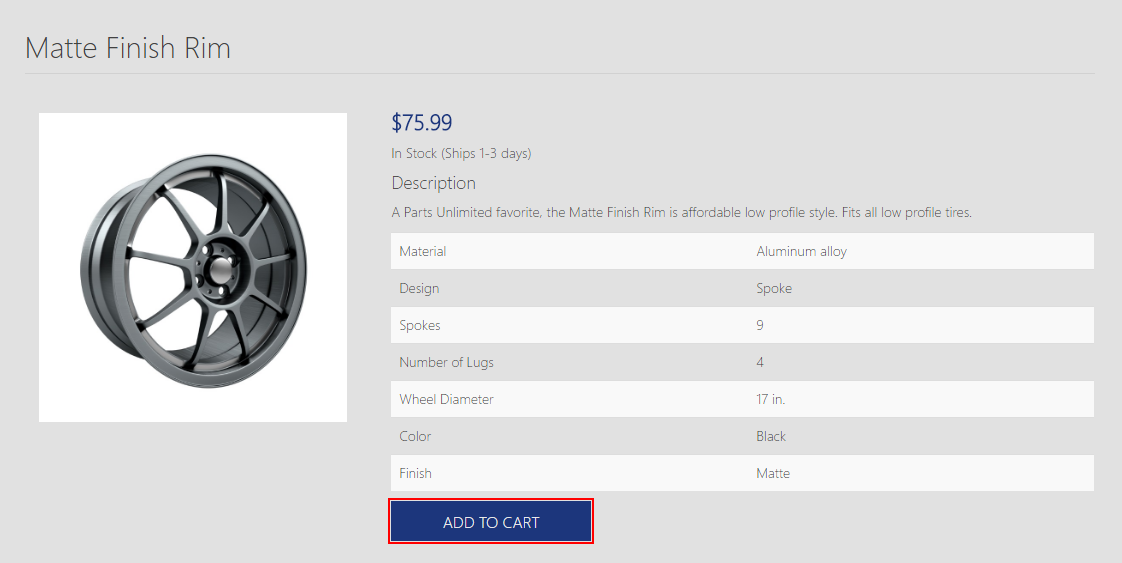 Matte Finish Rim
$75.99
In Stock (Ships 1-3 days)
Description
A Parts Unlimited favorite, the Matte Finish Rim is affordable low profile style. Fits all low profile tires.
Material Aluminum alloy
Design Spoke
Spokes 9
Number of Lugs 4
Wheel Diameter 17 in.
Color Black
Finish Matte
ADD TO CART